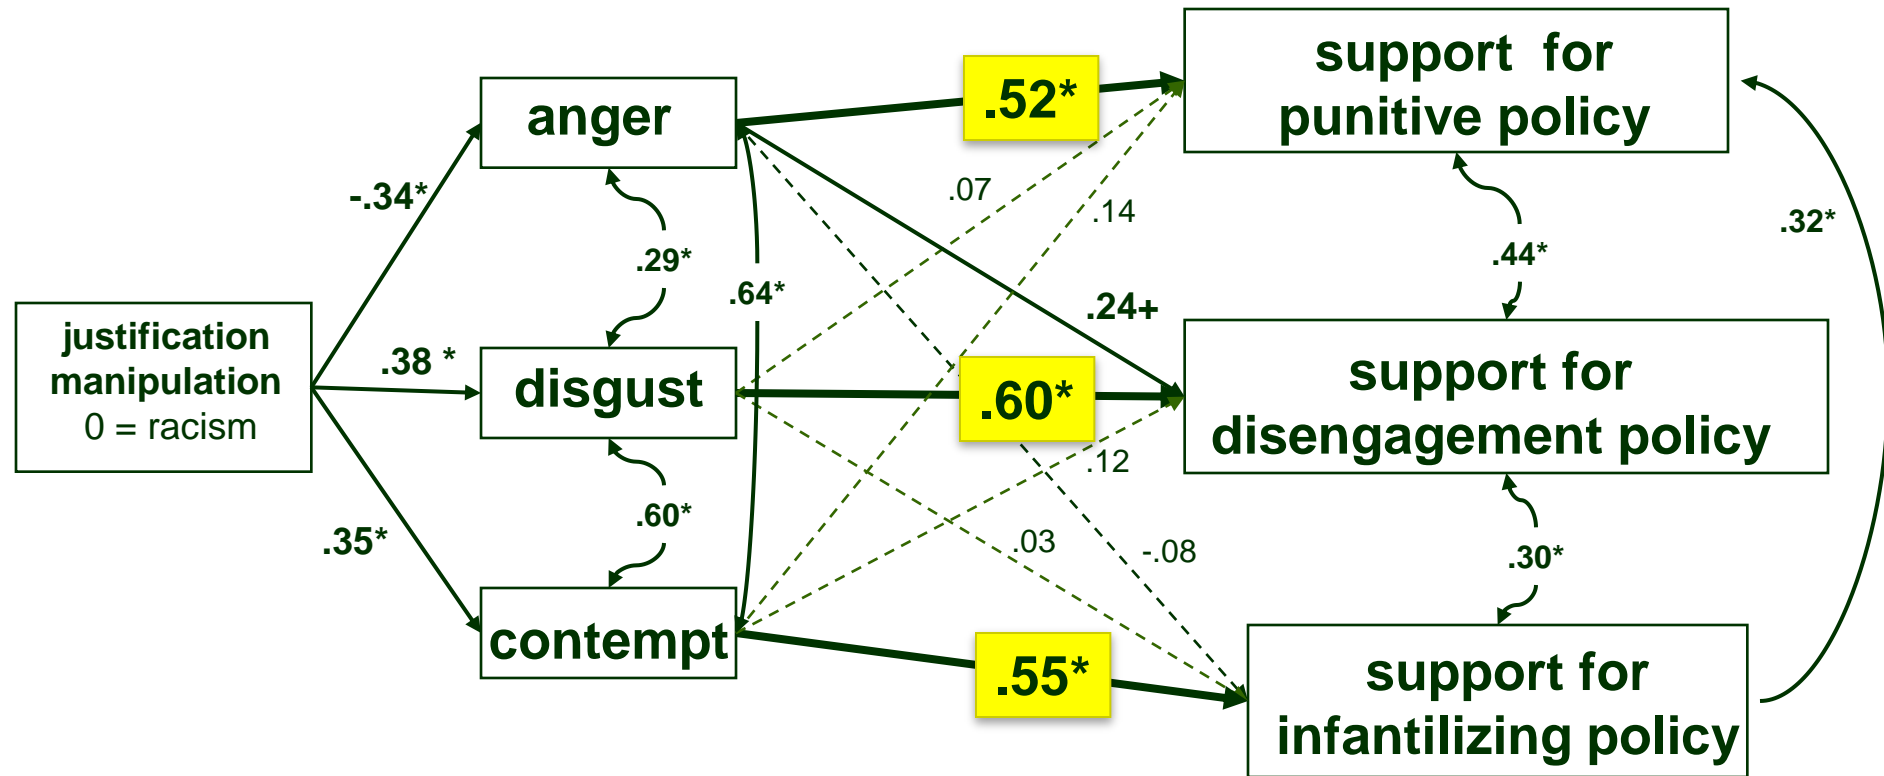 support for
punitive policy
.52*
anger
.07
.14
-.34*
.32*
.29*
.44*
.64*
.24+
justification
manipulation
0 = racism
.38 *
disgust
.60*
support for
disengagement policy
.12
.60*
.35*
.03
-.08
.30*
contempt
.55*
support for
infantilizing policy